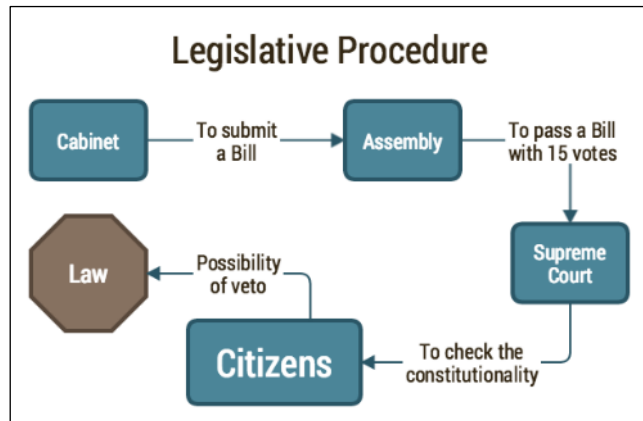 Legislative Procedure
Cabinet
To submit
a Bill
Assembly
To pass a Bill
with 15 votes
Supreme
Court
To check the
constitutionality
Citizens
Possibility
of veto
Law